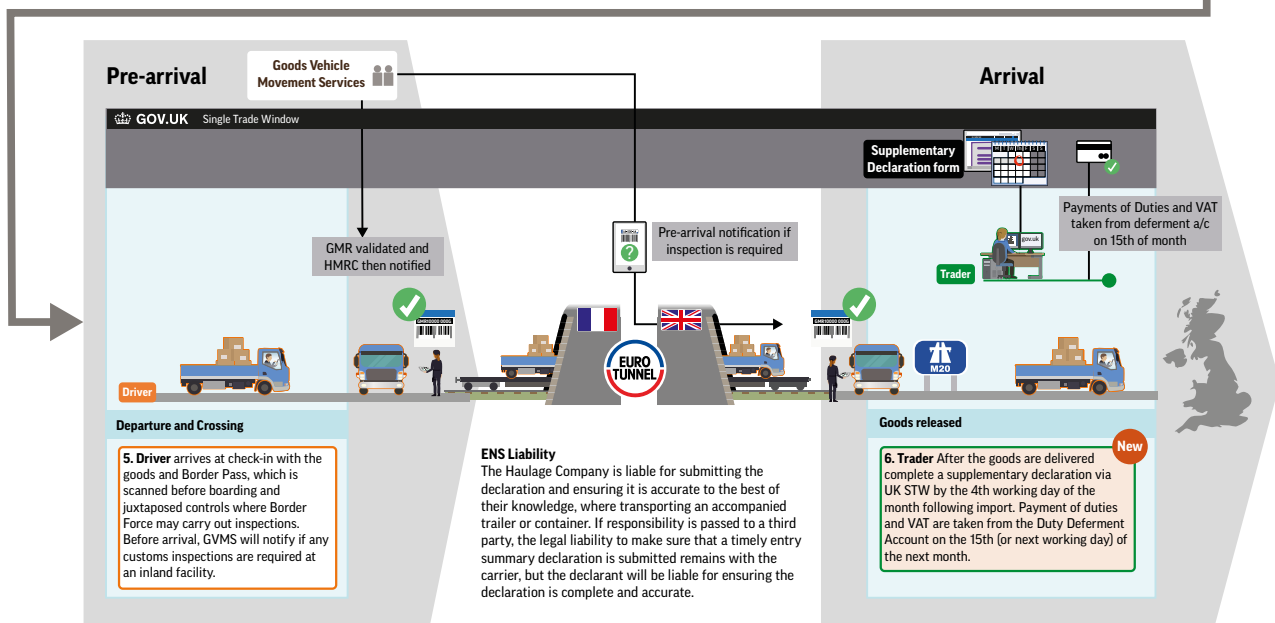 Pre-arrival
Goods Vehicle
Movement Services
Arrival
GOV.UK Single Trade Window
Supplementary
Declaration form
GMR validated and
HMRC then notified
Pre-arrival notification if
inspection is required
Payments of Duties and VAT
taken from deferment a/c
on 15th of month
gov.uk
Trader
GMR10000 000G
GMR10000 000G
EURO
TUNNEL
M20
Driver
Departure and Crossing
5. Driver arrives at check-in with the
goods and Border Pass, which is
scanned before boarding and
juxtaposed controls where Border
Force may carry out inspections.
Before arrival, GVMS will notify if any
customs inspections are required at
an inland facility.
ENS Liability
The Haulage Company is liable for submitting the
declaration and ensuring it is accurate to the best of
their knowledge, where transporting an accompanied
trailer or container. If responsibility is passed to a third
party, the legal liability to make sure that a timely entry
summary declaration is submitted remains with the
carrier, but the declarant will be liable for ensuring the
declaration is complete and accurate.
Goods released
New
6. Trader After the goods are delivered
complete a supplementary declaration via
UK STW by the 4th working day of the
month following import. Payment of duties
and VAT are taken from the Duty Deferment
Account on the 15th (or next working day) of
the next month.